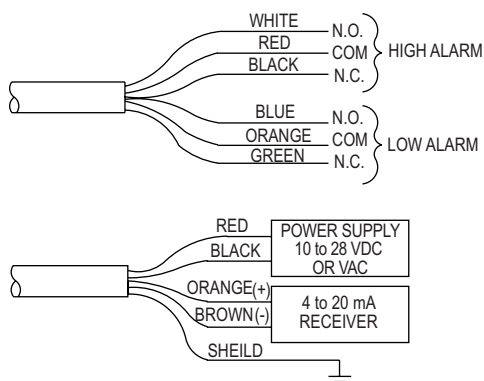 WHITE N.O.
RED COM HIGH ALARM
BLACK N.C.
BLUE N.O.
ORANGE COM LOW ALARM
GREEN N.C.
RED POWER SUPPLY
BLACK 10 to 28 VDC
OR VAC
ORANGE(+) 4 to 20 mA
BROWN(-) RECEIVER
SHEILD